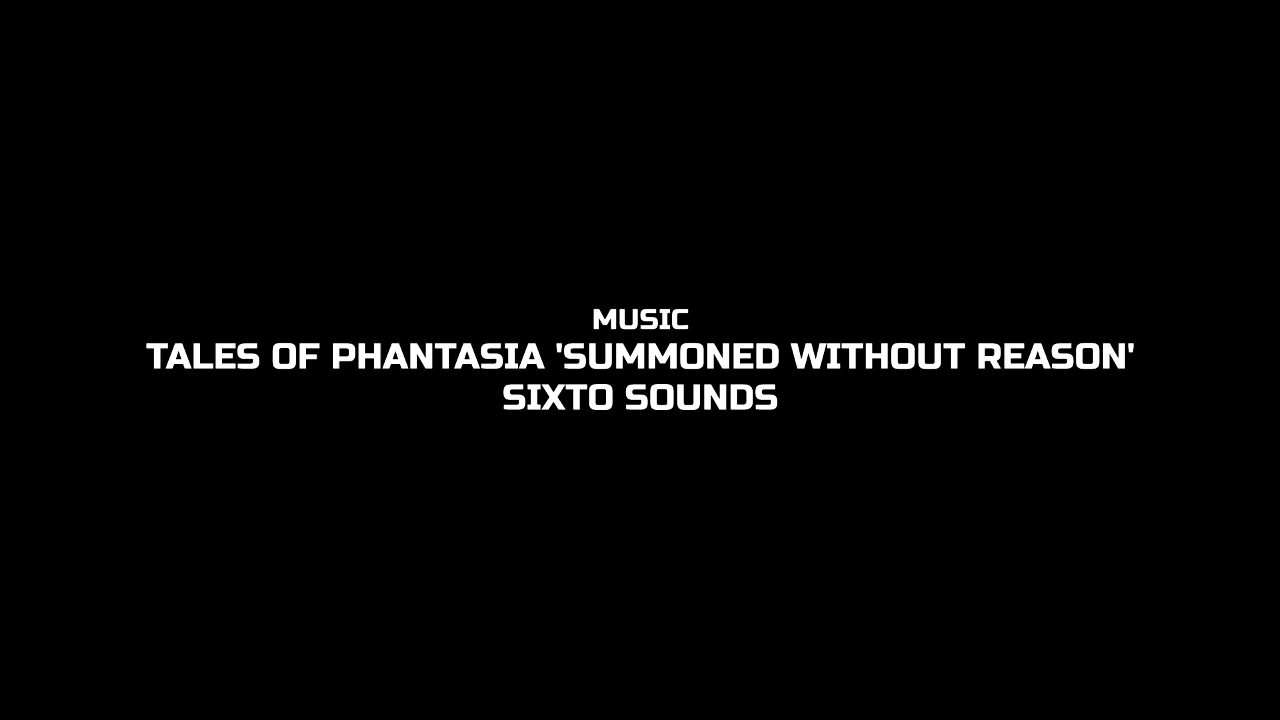 MUSIC
TALES OF PHANTASIA 'SUMMONED WITHOUT REASON'
SIXTO SOUNDS